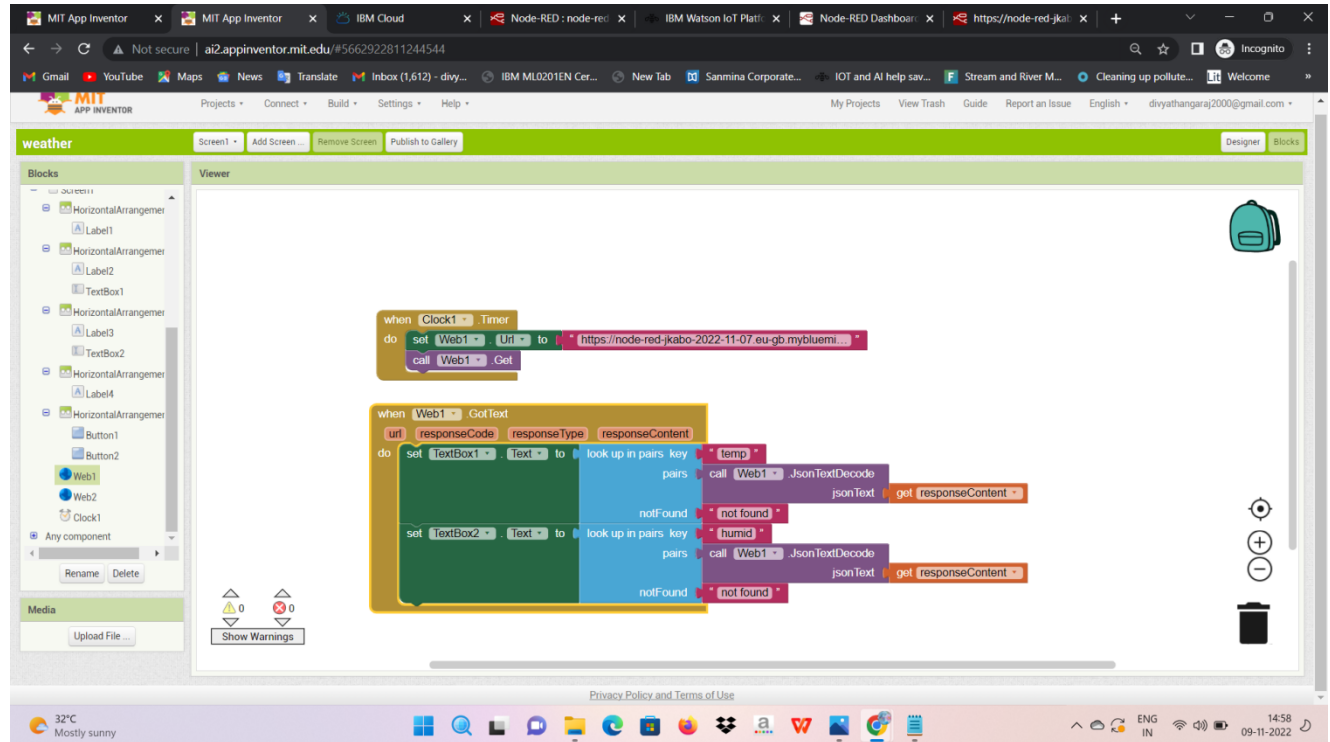 MIT App Inventor
MIT App Inventor
IBM Cloud
Node-RED : node-red
IBM Watson IoT Platfo
Node-RED Dashboard
https://node-red-jkab
Not secure | ai2.appinventor.mit.edu/#5662922811244544
Incognito
Gmail YouTube Maps News Translate Inbox (1,612) - divy... IBM ML0201EN Cer... New Tab Sanmina Corporate... IOT and AI help sav... Stream and River M... Cleaning up pollute... Lit Welcome »
MIT
APP INVENTOR
Projects Connect Build Settings Help
My Projects View Trash Guide Report an Issue English divyathangaraj2000@gmail.com
weather
Screen1 Add Screen ... Remove Screen Publish to Gallery
Designer Blocks
Blocks
Viewer
Screen1
HorizontalArrangemer
Label1
HorizontalArrangemer
Label2
TextBox1
HorizontalArrangemer
Label3
TextBox2
HorizontalArrangemer
Label4
HorizontalArrangemer
Button1
Button2
Web1
Web2
Clock1
Any component
Rename Delete
Media
Upload File ...
when Clock1 .Timer
do set Web1 . Url to " https://node-red-jkabo-2022-11-07.eu-gb.mybluemi... "
call Web1 .Get
when Web1 .GotText
url responseCode responseType responseContent
do set TextBox1 . Text to look up in pairs key " temp "
pairs call Web1 .JsonTextDecode
jsonText get responseContent
notFound " not found "
set TextBox2 . Text to look up in pairs key " humid "
pairs call Web1 .JsonTextDecode
jsonText get responseContent
notFound " not found "
0 0
Show Warnings
Privacy Policy and Terms of Use
32°C
Mostly sunny
ENG
IN
14:58
09-11-2022